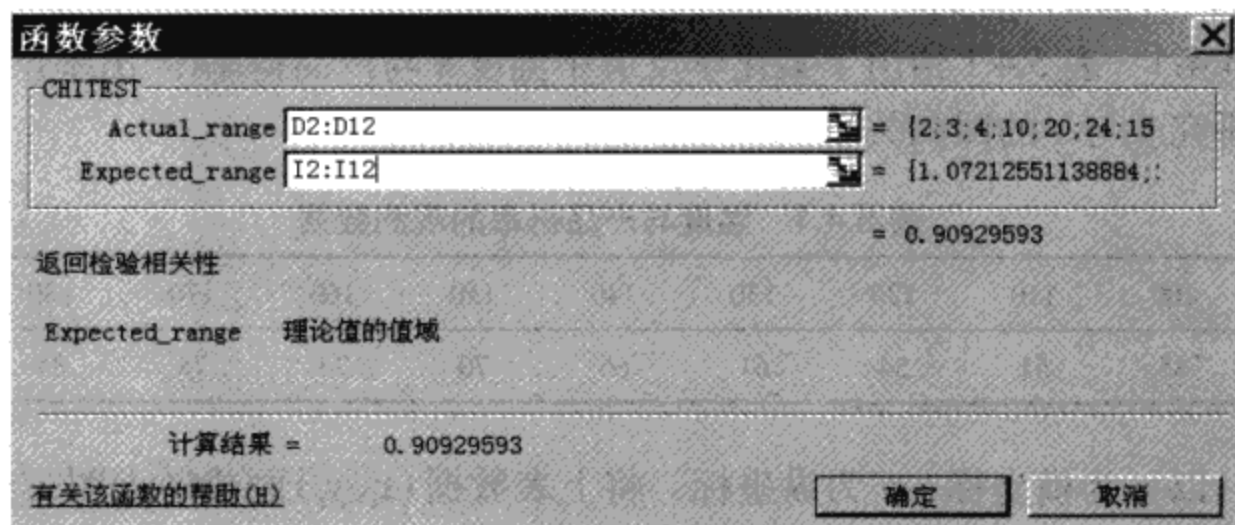 函数参数
CHITEST
Actual_range D2:D12 = {2;3;4;10;20;24;15
Expected_range I2:I12 = {1.07212551138884;
= 0.90929593
返回检验相关性
Expected_range 理论值的值域
计算结果 = 0.90929593
有关该函数的帮助(H) 确定 取消